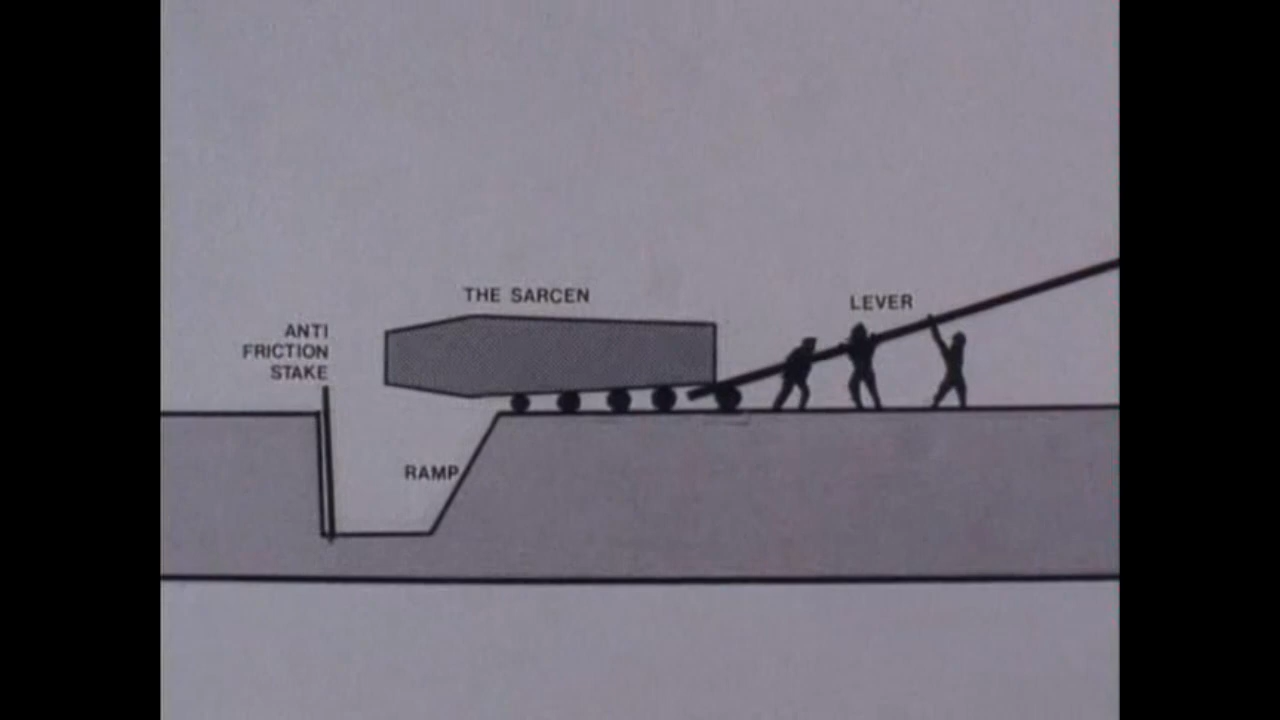 THE SARCEN
LEVER
ANTI
FRICTION
STAKE
RAMP